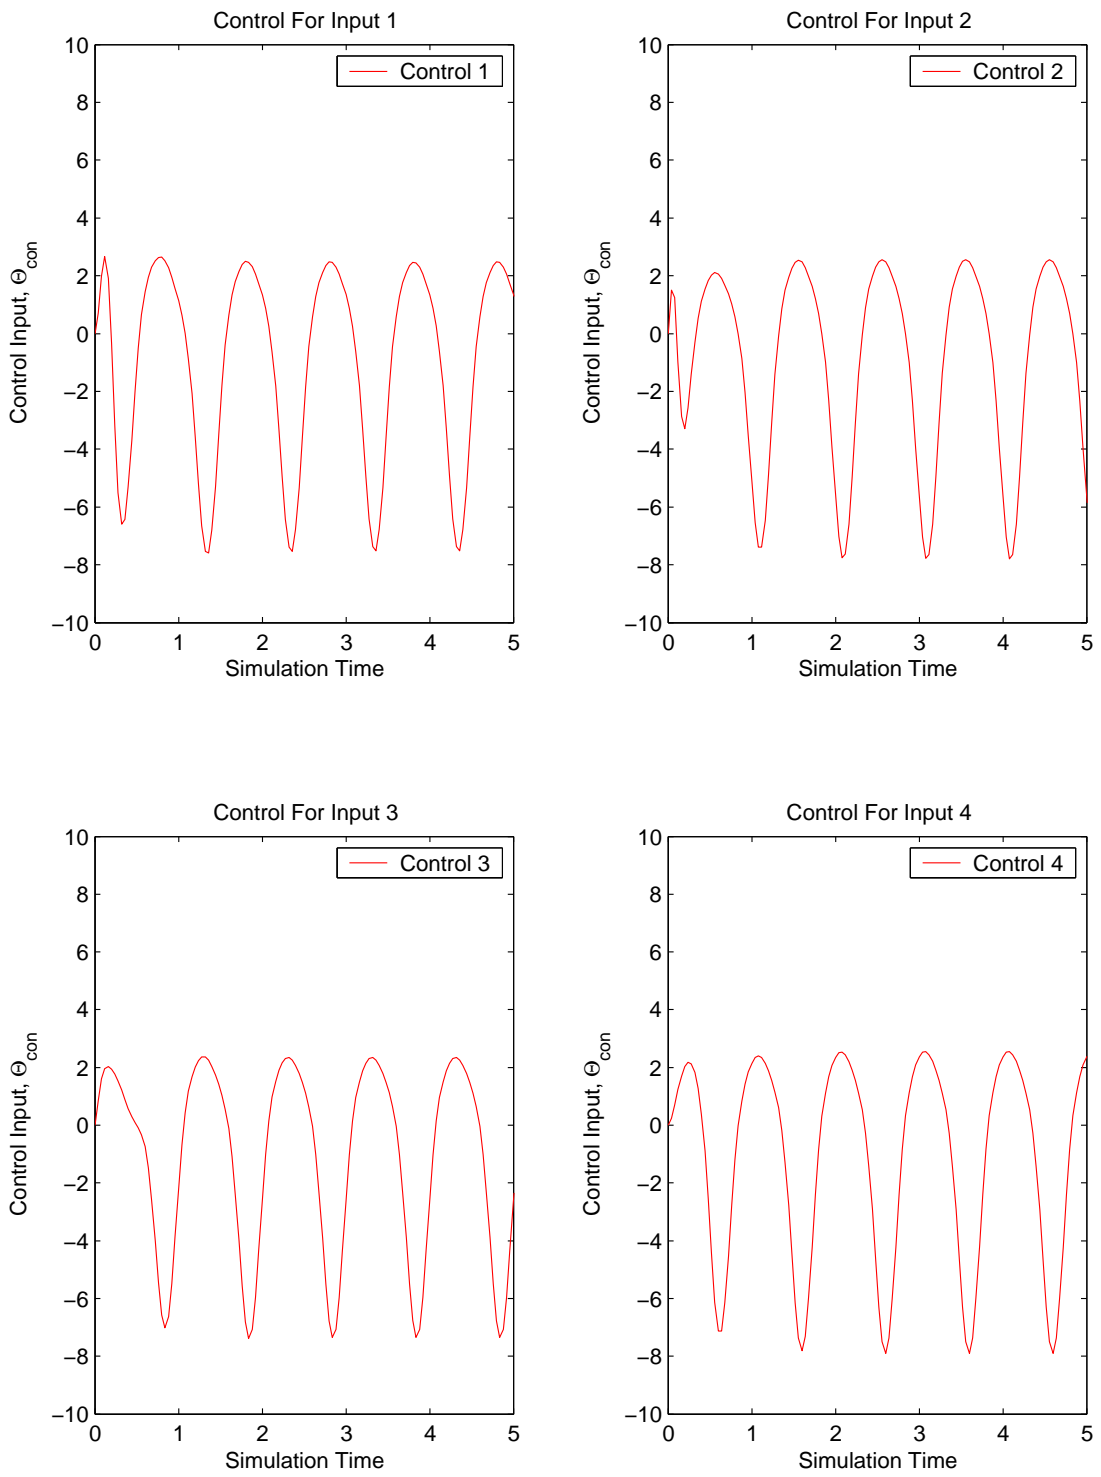 Control For Input 1
Control 1
10
8
6
4
2
0
−2
−4
−6
−8
−10
0 1 2 3 4 5
Control Input, Θcon
Simulation Time
Control For Input 2
Control 2
10
8
6
4
2
0
−2
−4
−6
−8
−10
0 1 2 3 4 5
Control Input, Θcon
Simulation Time
Control For Input 3
Control 3
10
8
6
4
2
0
−2
−4
−6
−8
−10
0 1 2 3 4 5
Control Input, Θcon
Simulation Time
Control For Input 4
Control 4
10
8
6
4
2
0
−2
−4
−6
−8
−10
0 1 2 3 4 5
Control Input, Θcon
Simulation Time